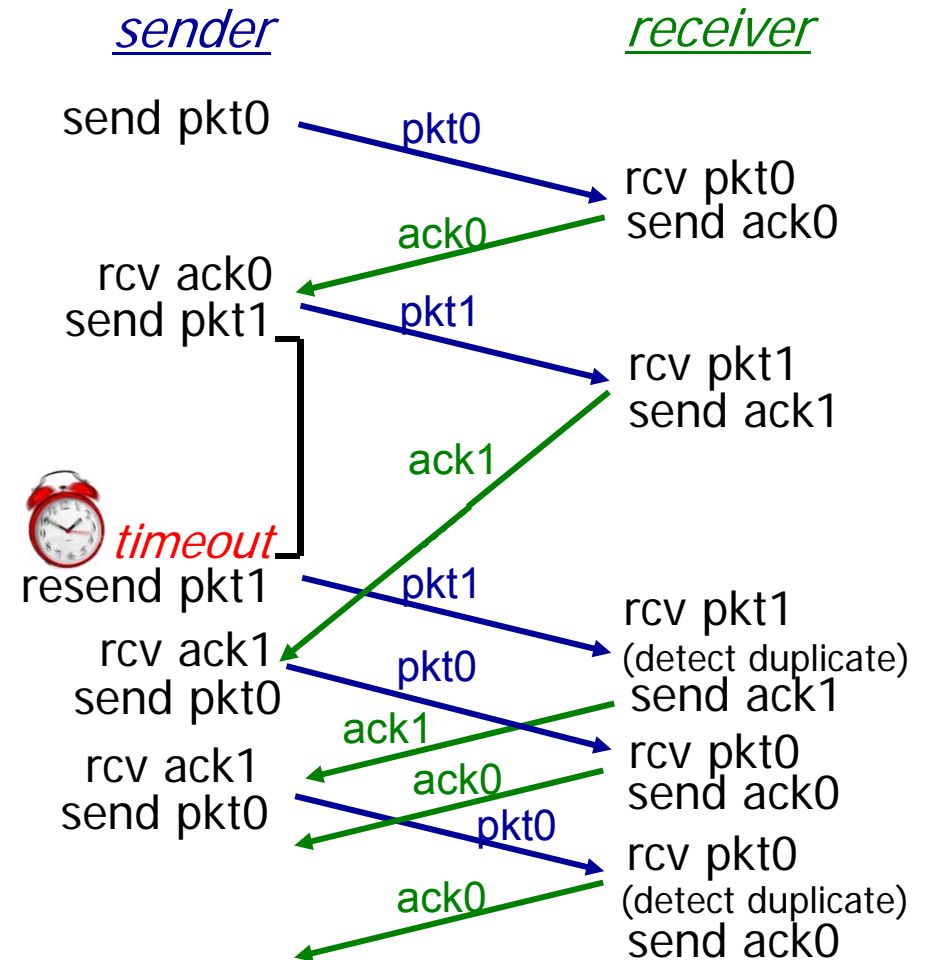 sender
receiver
send pkt0
pkt0
rcv pkt0
send ack0
ack0
rcv ack0
send pkt1
pkt1
rcv pkt1
send ack1
ack1
timeout
resend pkt1
pkt1
rcv pkt1
(detect duplicate)
send ack1
rcv ack1
send pkt0
pkt0
ack1
rcv pkt0
send ack0
rcv ack1
send pkt0
ack0
pkt0
rcv pkt0
(detect duplicate)
send ack0
ack0